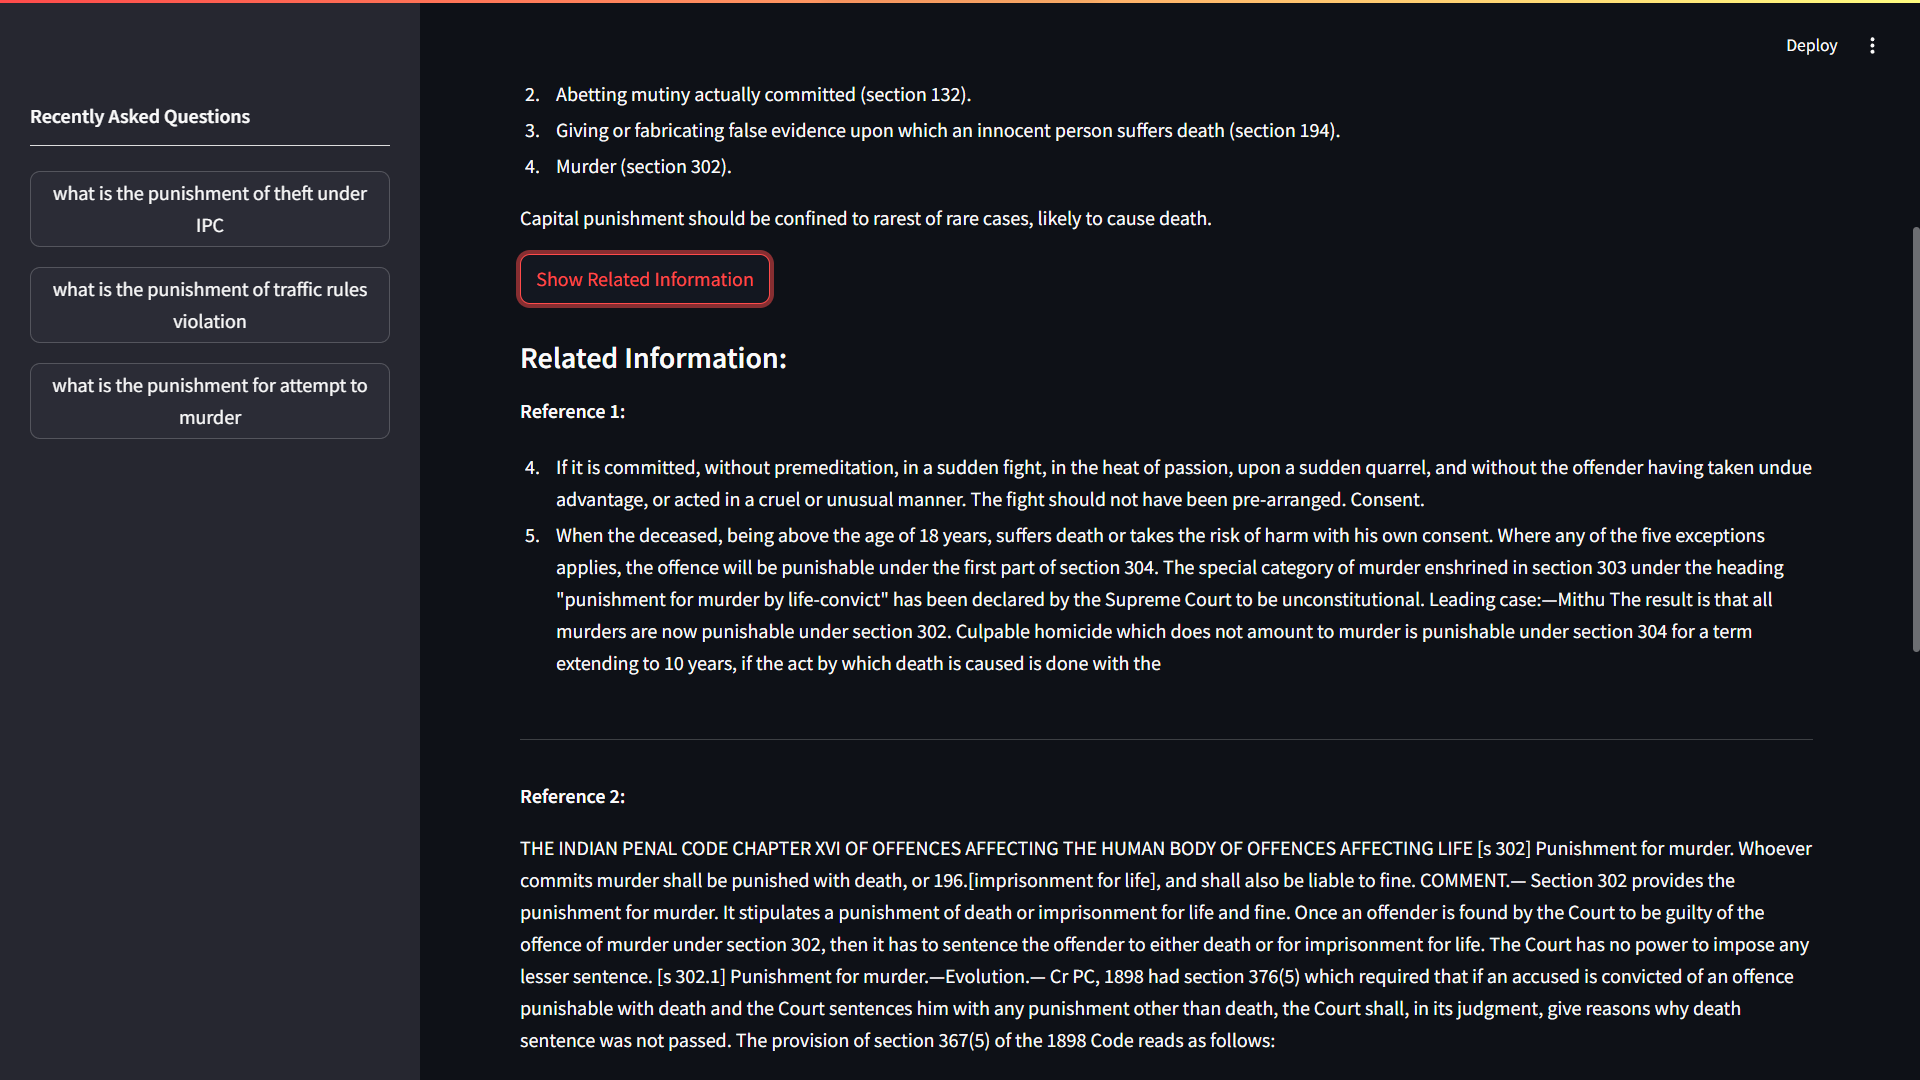 Deploy
Recently Asked Questions
what is the punishment of theft under
IPC
what is the punishment of traffic rules
violation
what is the punishment for attempt to
murder
2. Abetting mutiny actually committed (section 132).
3. Giving or fabricating false evidence upon which an innocent person suffers death (section 194).
4. Murder (section 302).
Capital punishment should be confined to rarest of rare cases, likely to cause death.
Show Related Information
Related Information:
Reference 1:
4. If it is committed, without premeditation, in a sudden fight, in the heat of passion, upon a sudden quarrel, and without the offender having taken undue
advantage, or acted in a cruel or unusual manner. The fight should not have been pre-arranged. Consent.
5. When the deceased, being above the age of 18 years, suffers death or takes the risk of harm with his own consent. Where any of the five exceptions
applies, the offence will be punishable under the first part of section 304. The special category of murder enshrined in section 303 under the heading
"punishment for murder by life-convict" has been declared by the Supreme Court to be unconstitutional. Leading case:—Mithu The result is that all
murders are now punishable under section 302. Culpable homicide which does not amount to murder is punishable under section 304 for a term
extending to 10 years, if the act by which death is caused is done with the
Reference 2:
THE INDIAN PENAL CODE CHAPTER XVI OF OFFENCES AFFECTING THE HUMAN BODY OF OFFENCES AFFECTING LIFE [s 302] Punishment for murder. Whoever
commits murder shall be punished with death, or 196.[imprisonment for life], and shall also be liable to fine. COMMENT.— Section 302 provides the
punishment for murder. It stipulates a punishment of death or imprisonment for life and fine. Once an offender is found by the Court to be guilty of the
offence of murder under section 302, then it has to sentence the offender to either death or for imprisonment for life. The Court has no power to impose any
lesser sentence. [s 302.1] Punishment for murder.—Evolution.— Cr PC, 1898 had section 376(5) which required that if an accused is convicted of an offence
punishable with death and the Court sentences him with any punishment other than death, the Court shall, in its judgment, give reasons why death
sentence was not passed. The provision of section 367(5) of the 1898 Code reads as follows: